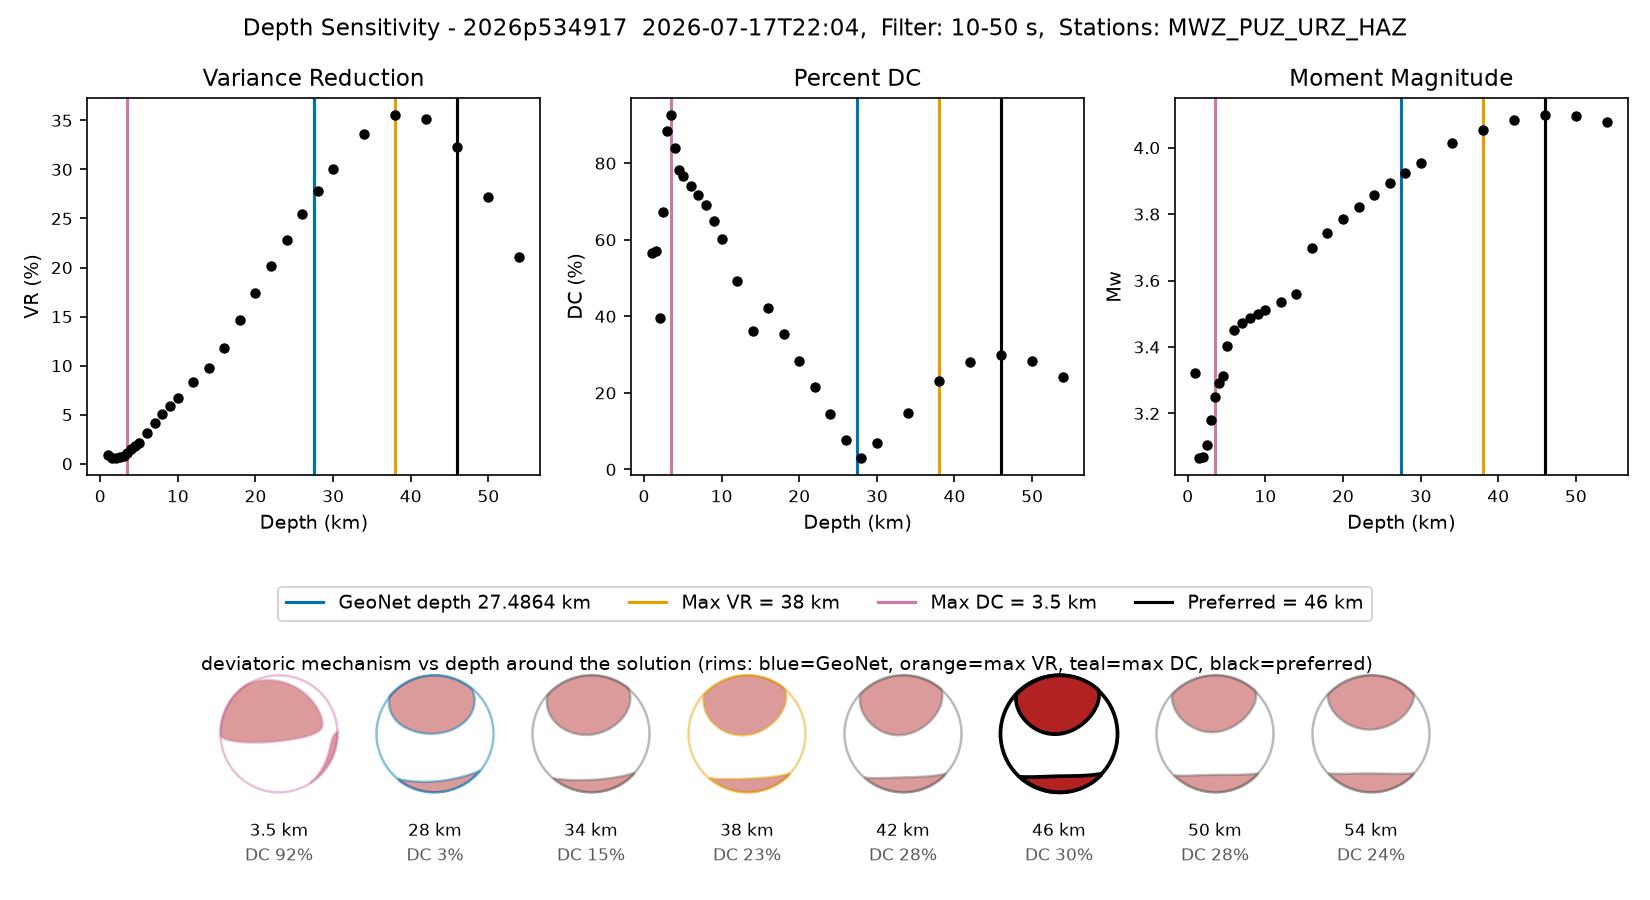 Depth Sensitivity - 2026p534917  2026-07-17T22:04,  Filter: 10-50 s,  Stations: MWZ_PUZ_URZ_HAZ
Variance Reduction
VR (%)
35
30
25
20
15
10
5
0
0 10 20 30 40 50
Depth (km)
Percent DC
DC (%)
80
60
40
20
0
0 10 20 30 40 50
Depth (km)
Moment Magnitude
Mw
4.0
3.8
3.6
3.4
3.2
0 10 20 30 40 50
Depth (km)
GeoNet depth 27.4864 km  Max VR = 38 km  Max DC = 3.5 km  Preferred = 46 km
deviatoric mechanism vs depth around the solution (rims: blue=GeoNet, orange=max VR, teal=max DC, black=preferred)
3.5 km 28 km 34 km 38 km 42 km 46 km 50 km 54 km
DC 92% DC 3% DC 15% DC 23% DC 28% DC 30% DC 28% DC 24%